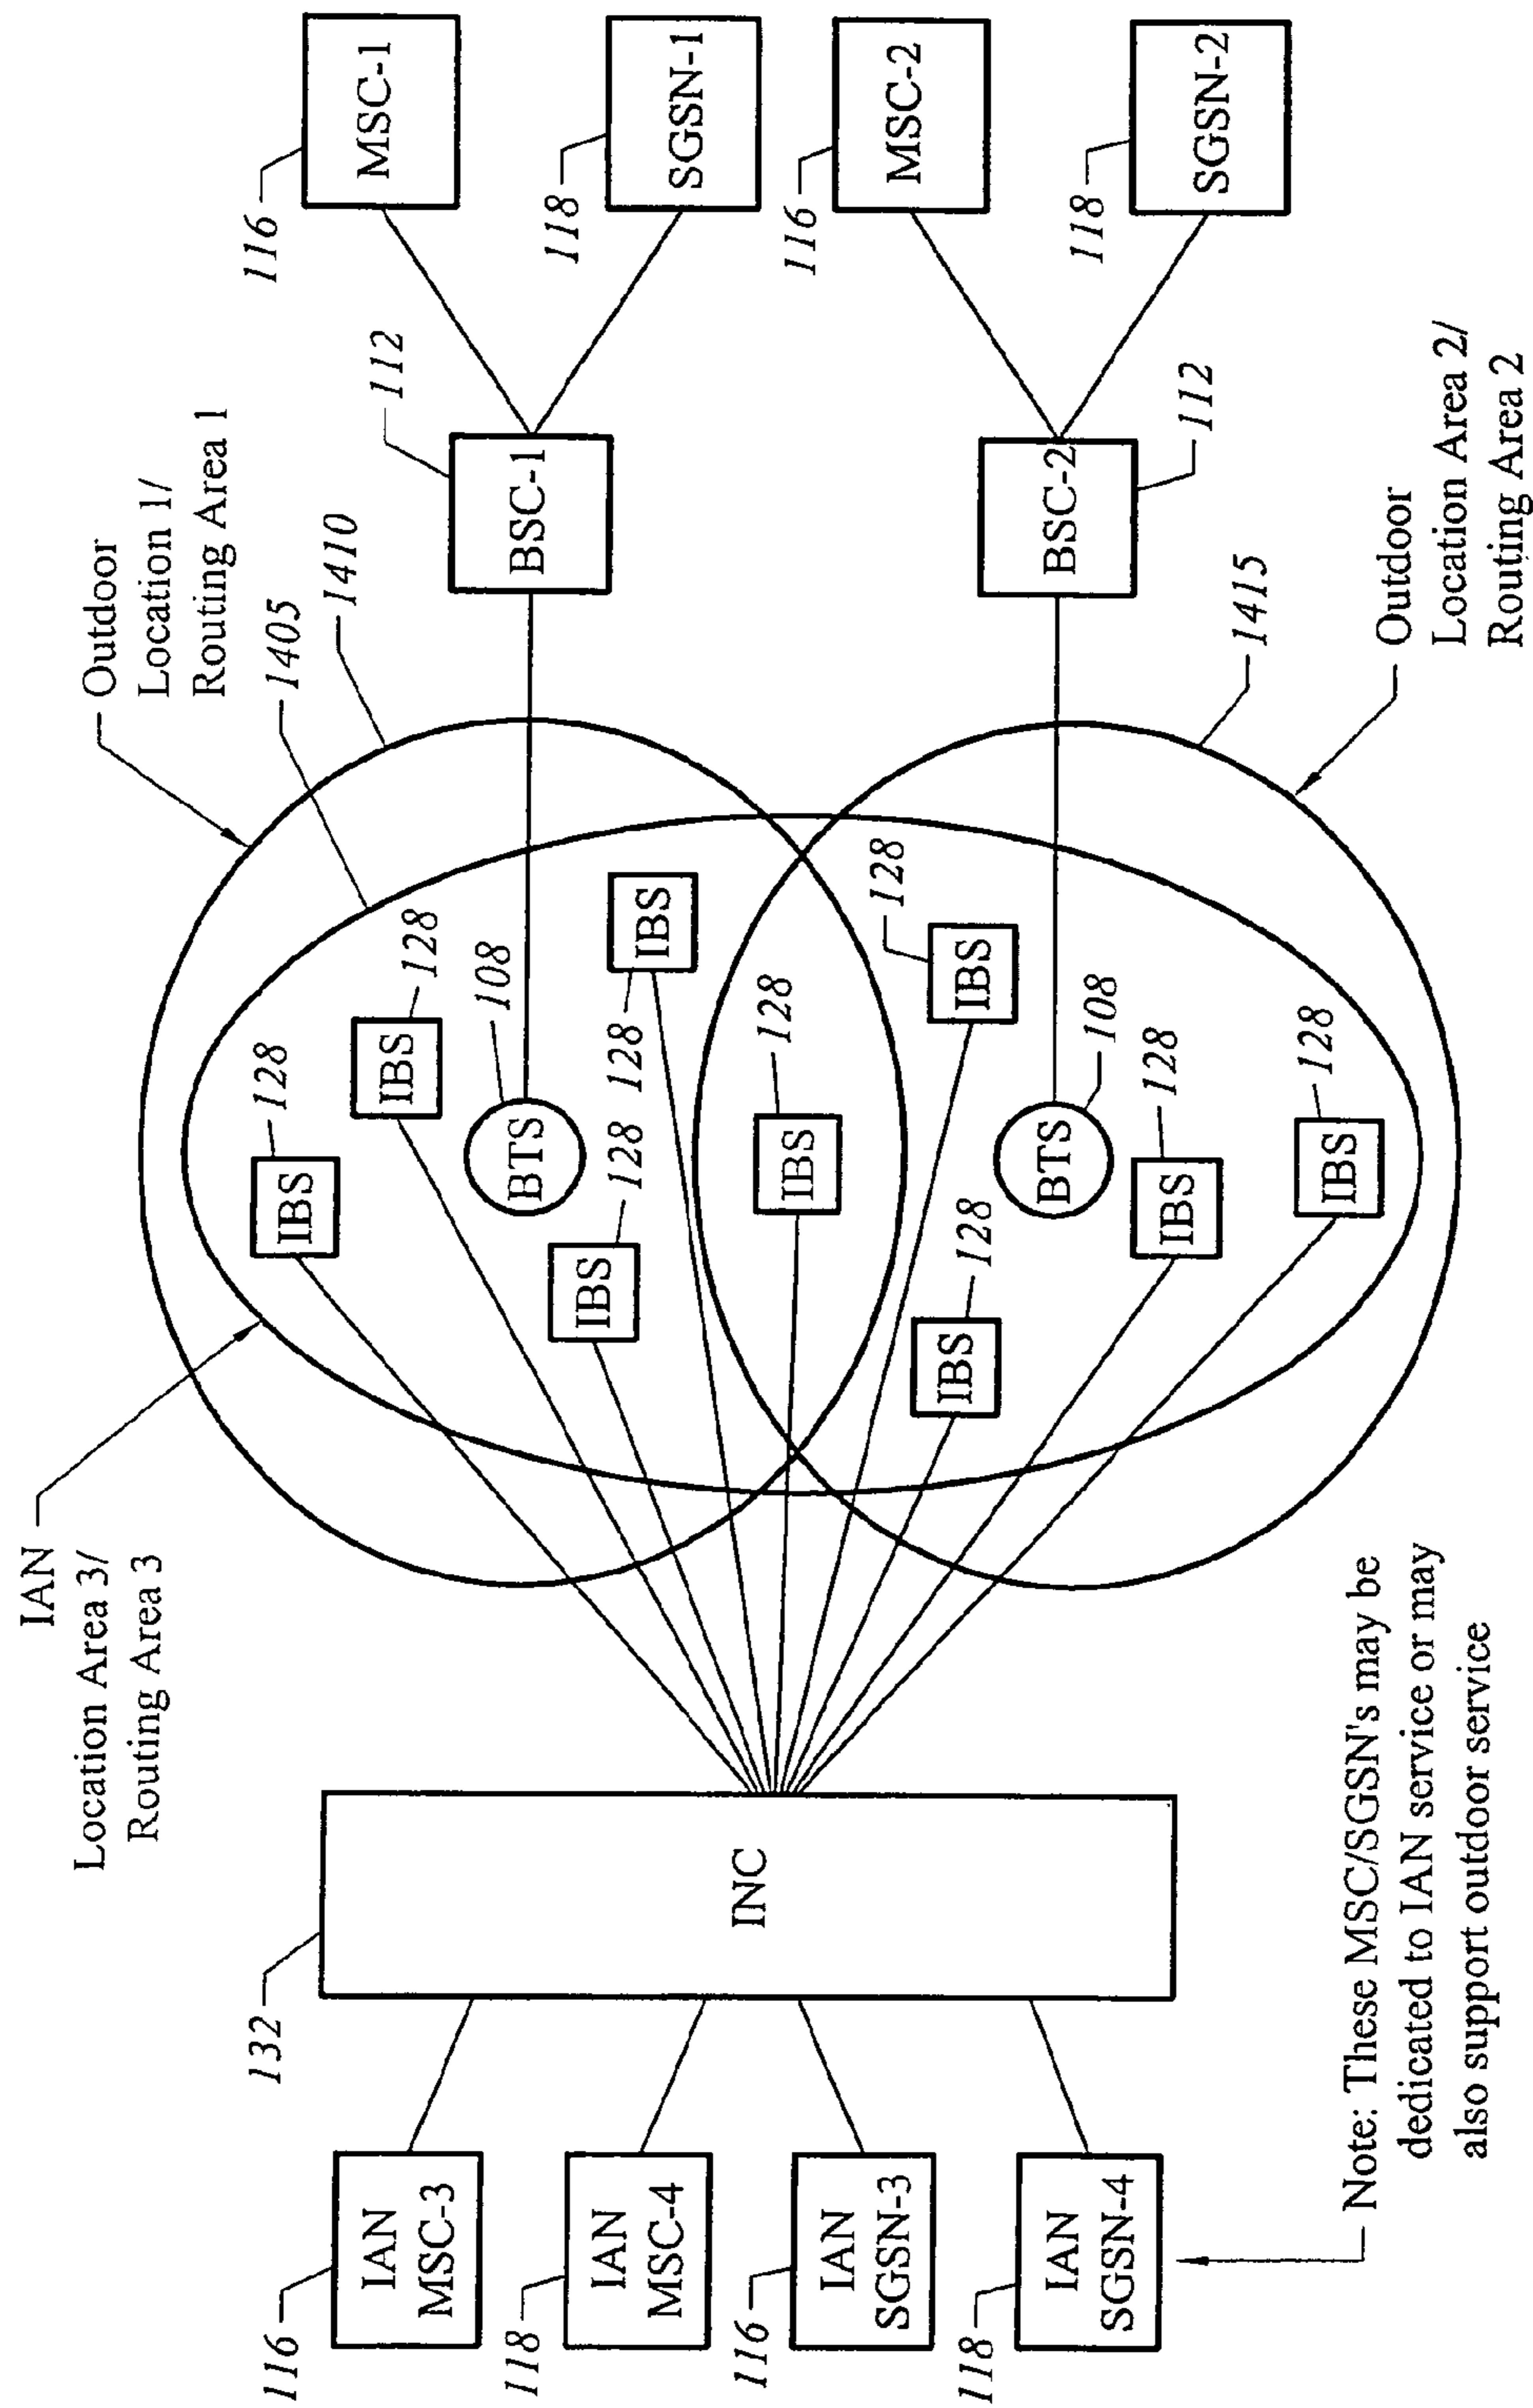 IAN
Location Area 3/
Routing Area 3
Outdoor
Location 1/
Routing Area 1
1405
1410
116
IAN
MSC-3
118
IAN
MSC-4
116
IAN
SGSN-3
118
IAN
SGSN-4
132
INC
128
IBS
128
IBS
108
BTS
128
IBS
128
IBS
128
IBS
128
IBS
128
IBS
108
BTS
128
IBS
128
IBS
112
BSC-1
116
MSC-1
118
SGSN-1
BSC-2
112
116
MSC-2
118
SGSN-2
1415
Outdoor
Location Area 2/
Routing Area 2
Note: These MSC/SGSN's may be
dedicated to IAN service or may
also support outdoor service